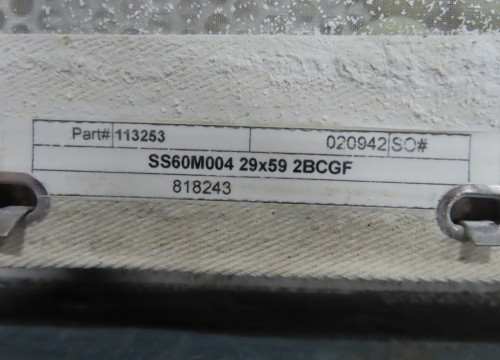 Part# 113253 020942 SO#
SS60M004 29x59 2BCGF
818243